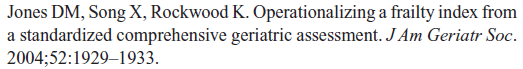 Jones DM, Song X, Rockwood K. Operationalizing a frailty index from
a standardized comprehensive geriatric assessment. J Am Geriatr Soc.
2004;52:1929–1933.